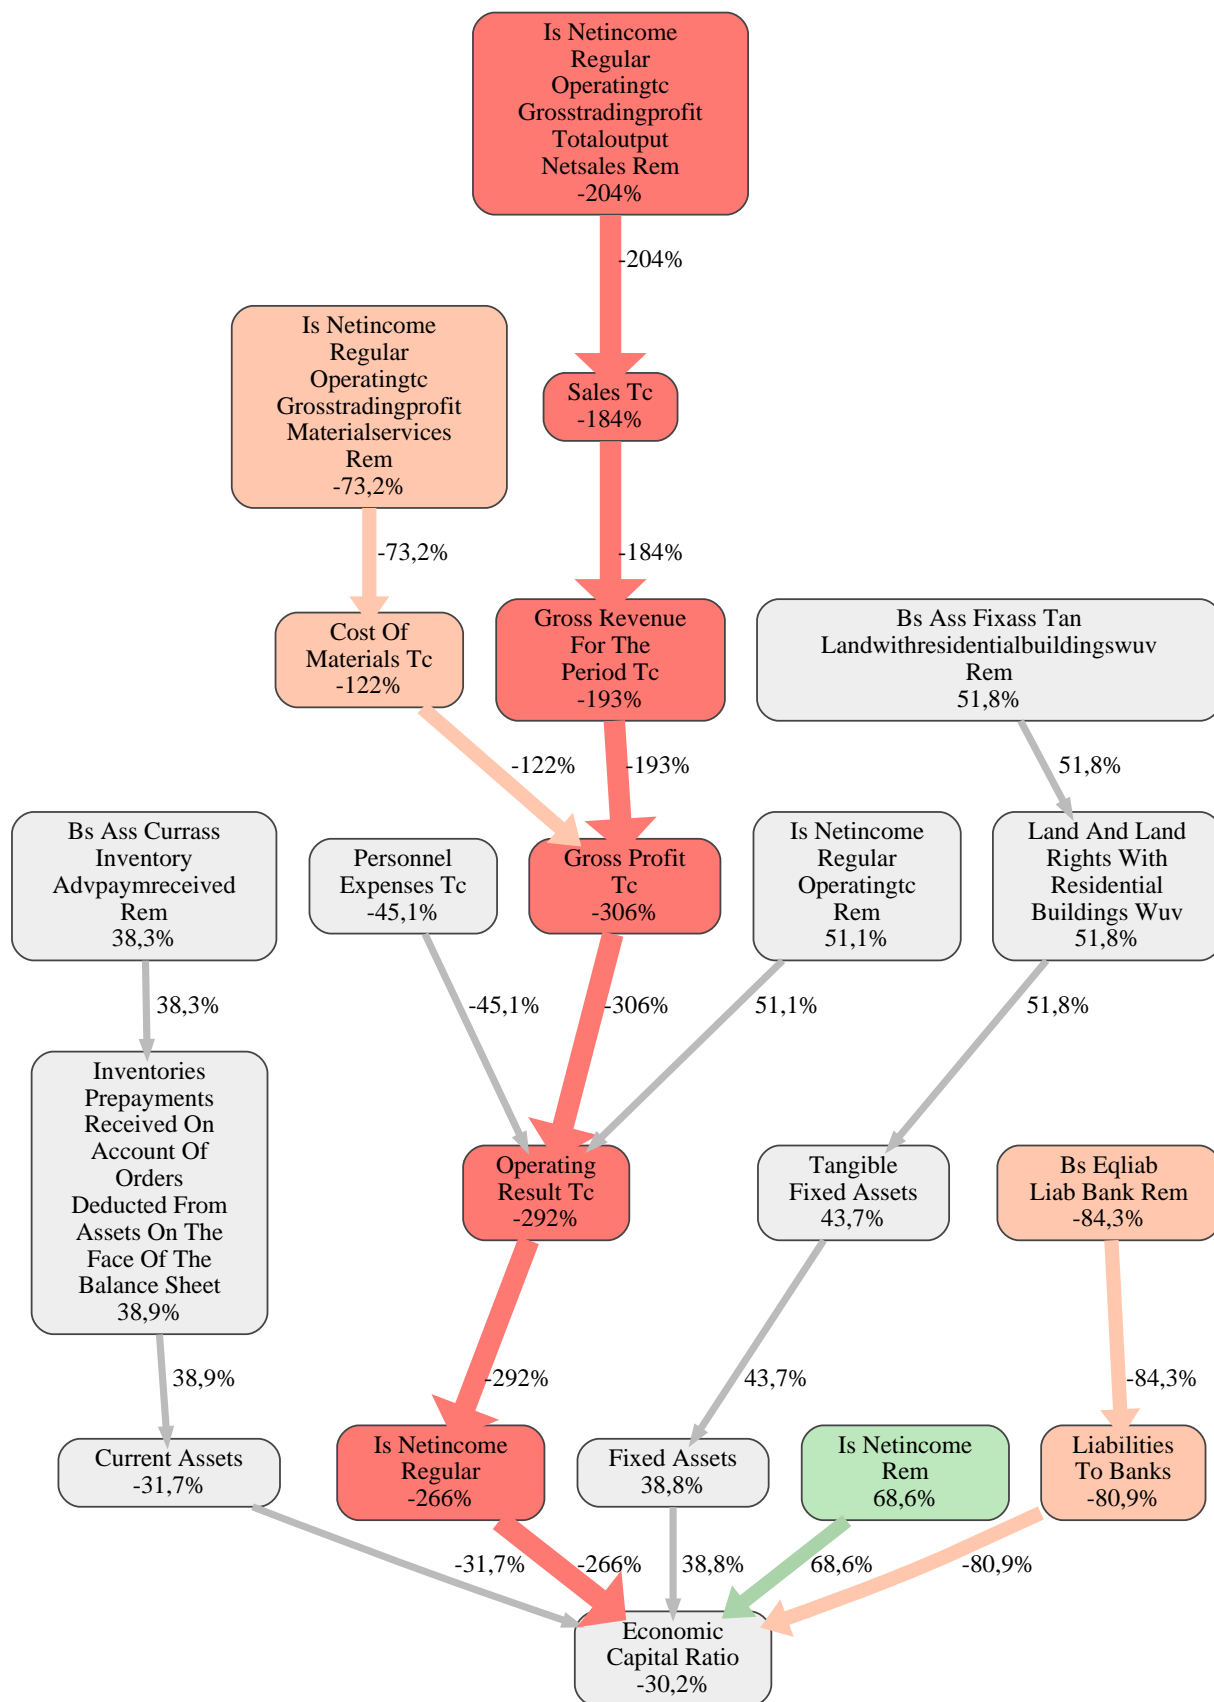 Is Netincome
Regular
Operatingtc
Grosstradingprofit
Totaloutput
Netsales Rem
-204%
-204%
Is Netincome
Regular
Operatingtc
Grosstradingprofit
Materialservices
Rem
-73,2%
Sales Tc
-184%
-73,2%
-184%
Cost Of
Materials Tc
-122%
Gross Revenue
For The
Period Tc
-193%
Bs Ass Fixass Tan
Landwithresidentialbuildingswuv
Rem
51,8%
-122%
-193%
51,8%
Bs Ass Currass
Inventory
Advpaymreceived
Rem
38,3%
Personnel
Expenses Tc
-45,1%
Gross Profit
Tc
-306%
Is Netincome
Regular
Operatingtc
Rem
51,1%
Land And Land
Rights With
Residential
Buildings Wuv
51,8%
38,3%
-45,1%
-306%
51,1%
51,8%
Inventories
Prepayments
Received On
Account Of
Orders
Deducted From
Assets On The
Face Of The
Balance Sheet
38,9%
Operating
Result Tc
-292%
Tangible
Fixed Assets
43,7%
Bs Eqliab
Liab Bank Rem
-84,3%
38,9%
-292%
43,7%
-84,3%
Current Assets
-31,7%
Is Netincome
Regular
-266%
Fixed Assets
38,8%
Is Netincome
Rem
68,6%
Liabilities
To Banks
-80,9%
-31,7%
-266%
38,8%
68,6%
-80,9%
Economic
Capital Ratio
-30,2%